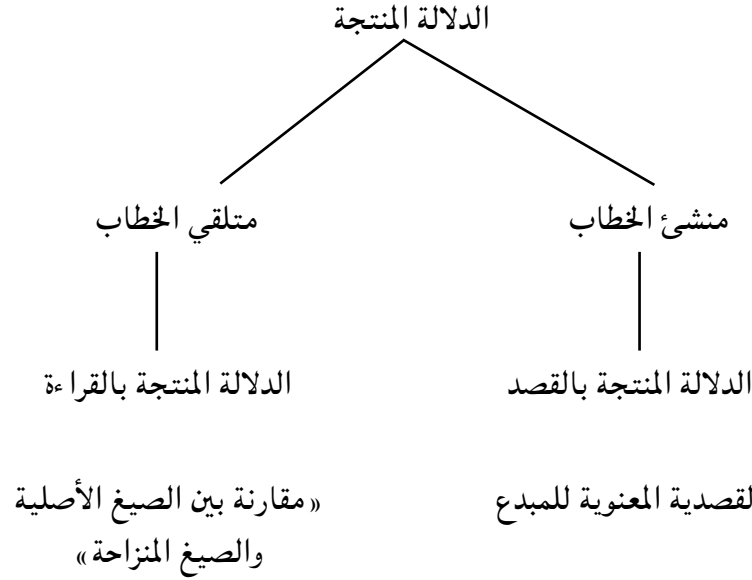 الدلالة المنتجة
منشئ الخطاب
متلقي الخطاب
الدلالة المنتجة بالقصد
الدلالة المنتجة بالقراءة
لقصدية المعنوية للمبدع
«مقارنة بين الصيغ الأصلية
والصيغ المنزاحة»